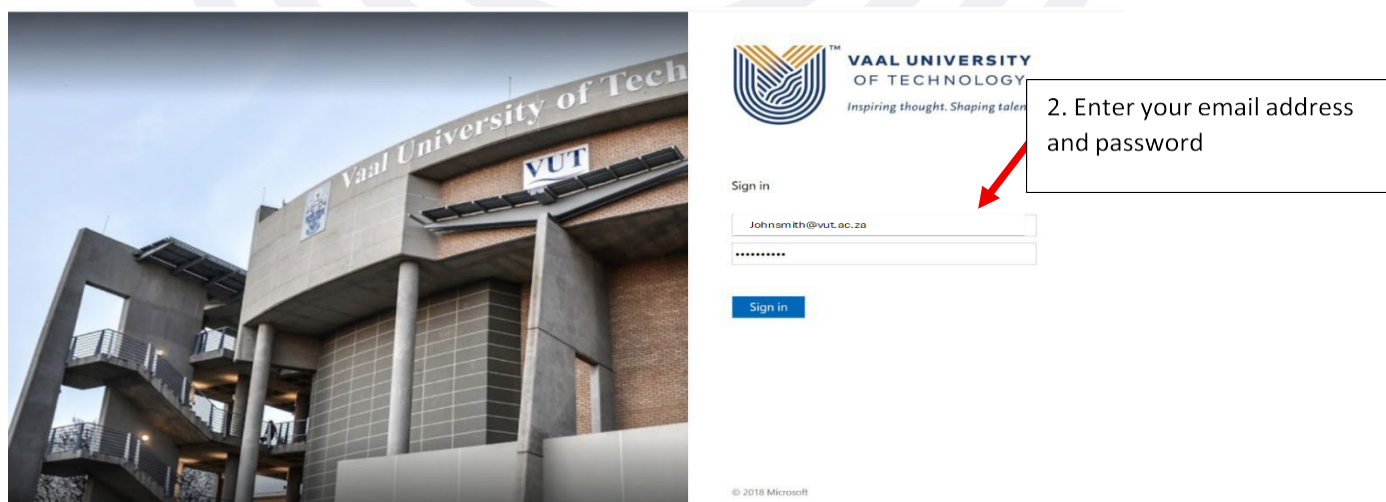 Vaal University of Tech
VUT
VAAL UNIVERSITY
OF TECHNOLOGY
TM
Inspiring thought. Shaping talen
2. Enter your email address
and password
Sign in
Johnsmith@vut.ac.za
••••••••••
Sign in
© 2018 Microsoft